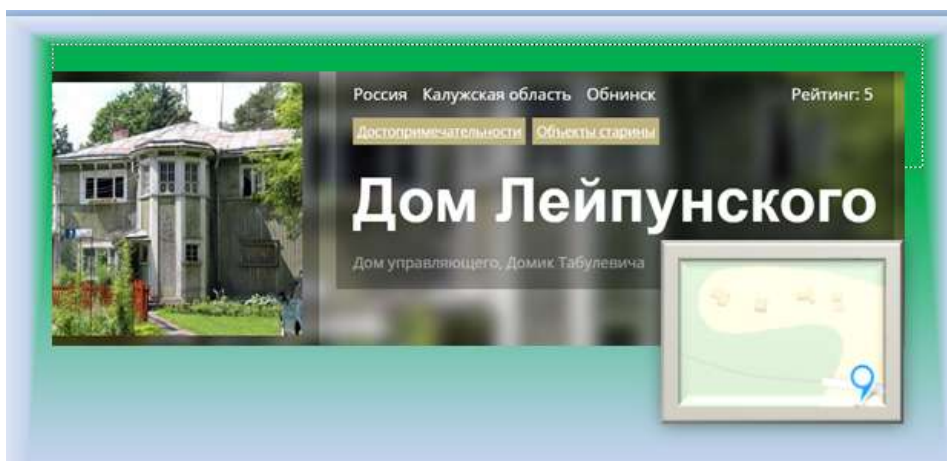 Россия Калужская область Обнинск Рейтинг: 5
Достопримечательности Объекты старины
Дом Лейпунского
Дом управляющего, Домик Табулевича